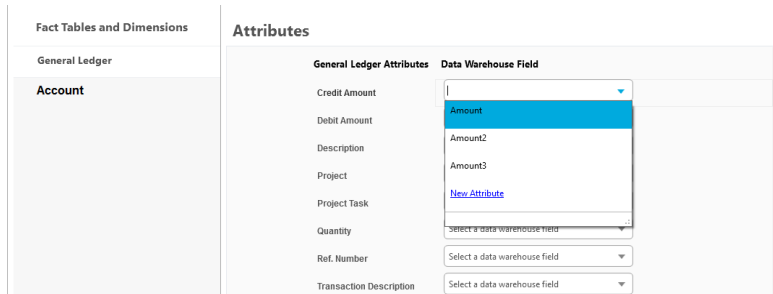 Fact Tables and Dimensions
General Ledger
Account
Attributes
General Ledger Attributes Data Warehouse Field
Credit Amount
Debit Amount
Description
Project
Project Task
Quantity
Ref. Number
Transaction Description
Amount
Amount2
Amount3
New Attribute
Select a data warehouse field
Select a data warehouse field
Select a data warehouse field